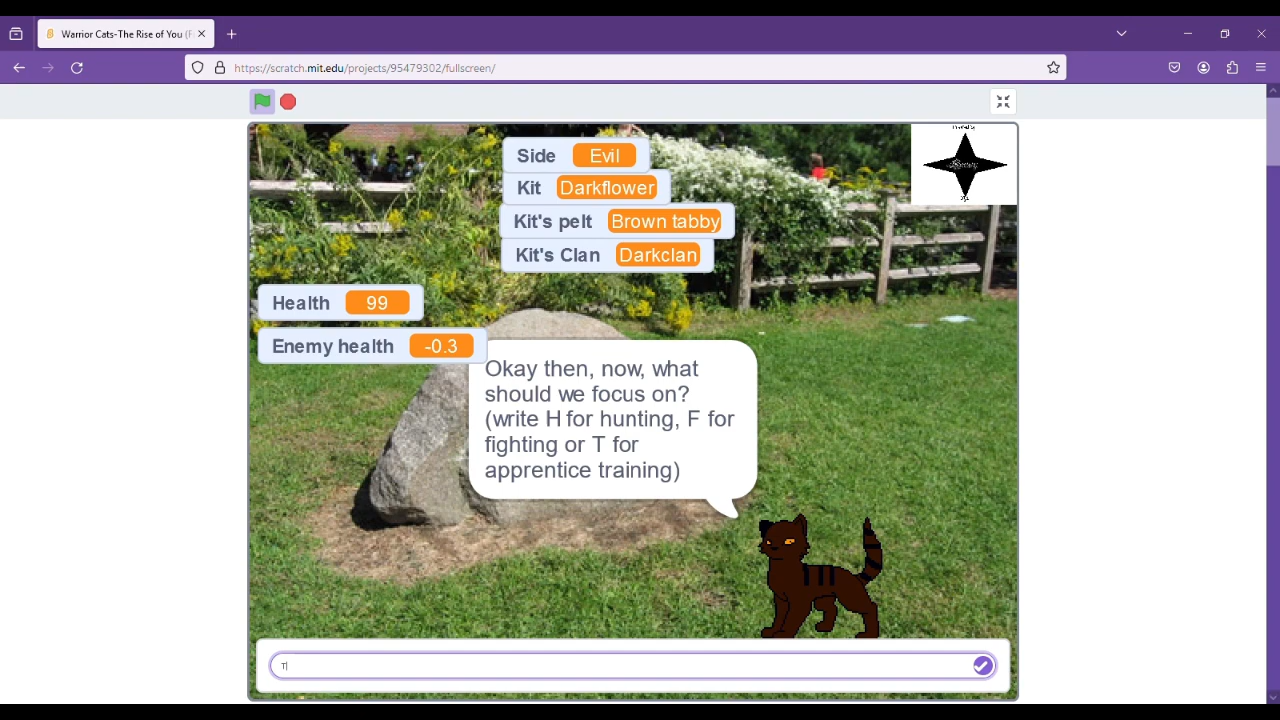 Warrior Cats-The Rise of You (F
https://scratch.mit.edu/projects/95479302/fullscreen/
Side Evil
Kit Darkflower
Kit's pelt Brown tabby
Kit's Clan Darkclan
Health 99
Enemy health -0.3
Okay then, now, what
should we focus on?
(write H for hunting, F for
fighting or T for
apprentice training)
T